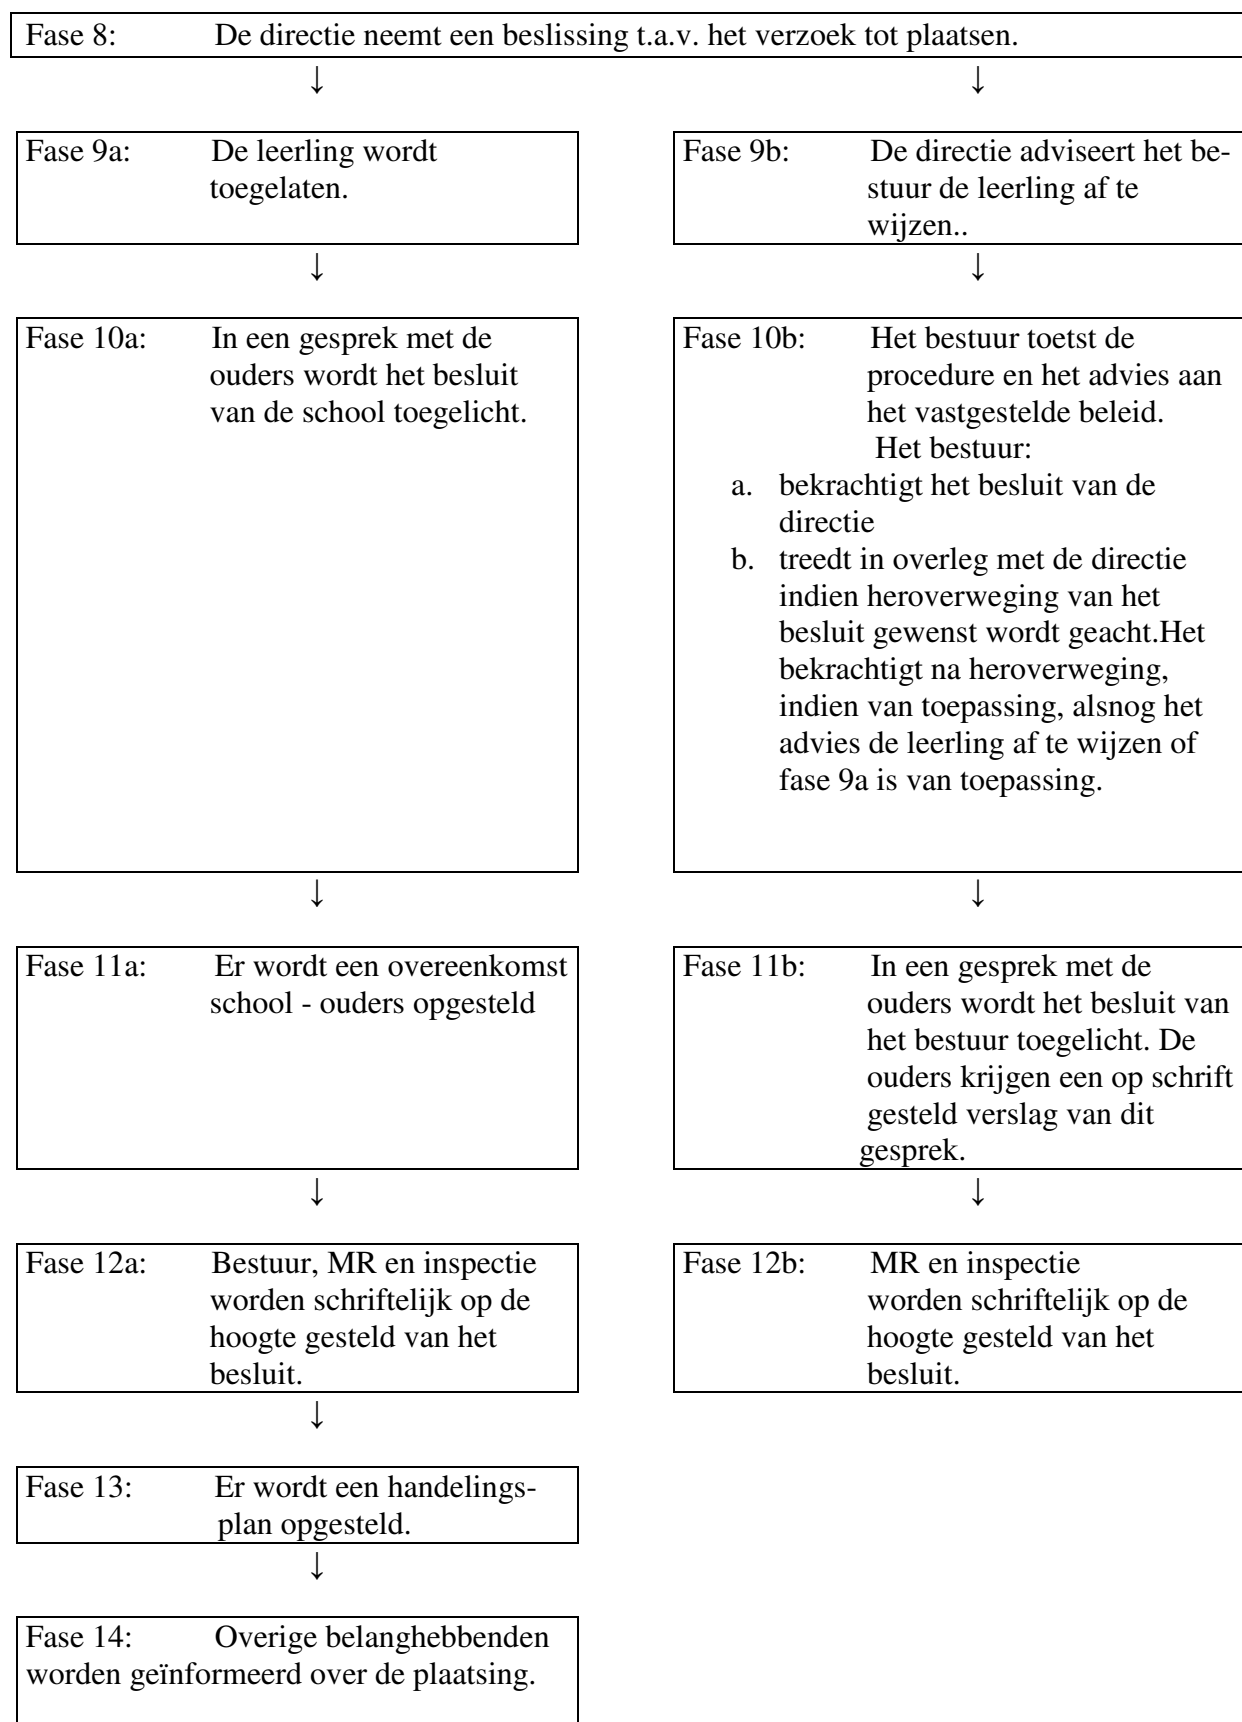 Fase 8: De directie neemt een beslissing t.a.v. het verzoek tot plaatsen.
↓ ↓
Fase 9a: De leerling wordt
toegelaten.
Fase 9b: De directie adviseert het be-
stuur de leerling af te
wijzen..
↓ ↓
Fase 10a: In een gesprek met de
ouders wordt het besluit
van de school toegelicht.
Fase 10b: Het bestuur toetst de
procedure en het advies aan
het vastgestelde beleid.
Het bestuur:
a. bekrachtigt het besluit van de
directie
b. treedt in overleg met de directie
indien heroverweging van het
besluit gewenst wordt geacht.Het
bekrachtigt na heroverweging,
indien van toepassing, alsnog het
advies de leerling af te wijzen of
fase 9a is van toepassing.
↓ ↓
Fase 11a: Er wordt een overeenkomst
school - ouders opgesteld
Fase 11b: In een gesprek met de
ouders wordt het besluit van
het bestuur toegelicht. De
ouders krijgen een op schrift
gesteld verslag van dit
gesprek.
↓ ↓
Fase 12a: Bestuur, MR en inspectie
worden schriftelijk op de
hoogte gesteld van het
besluit.
Fase 12b: MR en inspectie
worden schriftelijk op de
hoogte gesteld van het
besluit.
↓
Fase 13: Er wordt een handelings-
plan opgesteld.
↓
Fase 14: Overige belanghebbenden
worden geïnformeerd over de plaatsing.